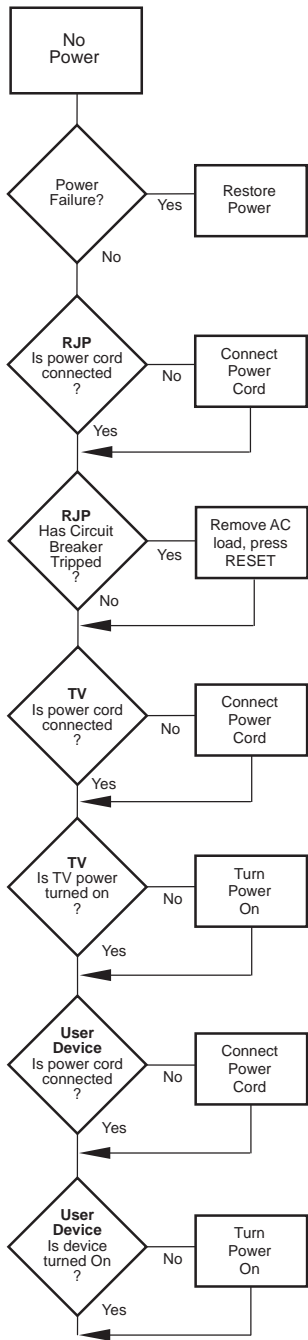 No
Power
Power
Failure?
Yes
Restore
Power
No
RJP
Is power cord
connected
?
No
Connect
Power
Cord
Yes
RJP
Has Circuit
Breaker
Tripped
?
Yes
Remove AC
load, press
RESET
No
TV
Is power cord
connected
?
No
Connect
Power
Cord
Yes
TV
Is TV power
turned on
?
No
Turn
Power
On
Yes
User
Device
Is power cord
connected
?
No
Connect
Power
Cord
Yes
User
Device
Is device
turned On
?
No
Turn
Power
On
Yes